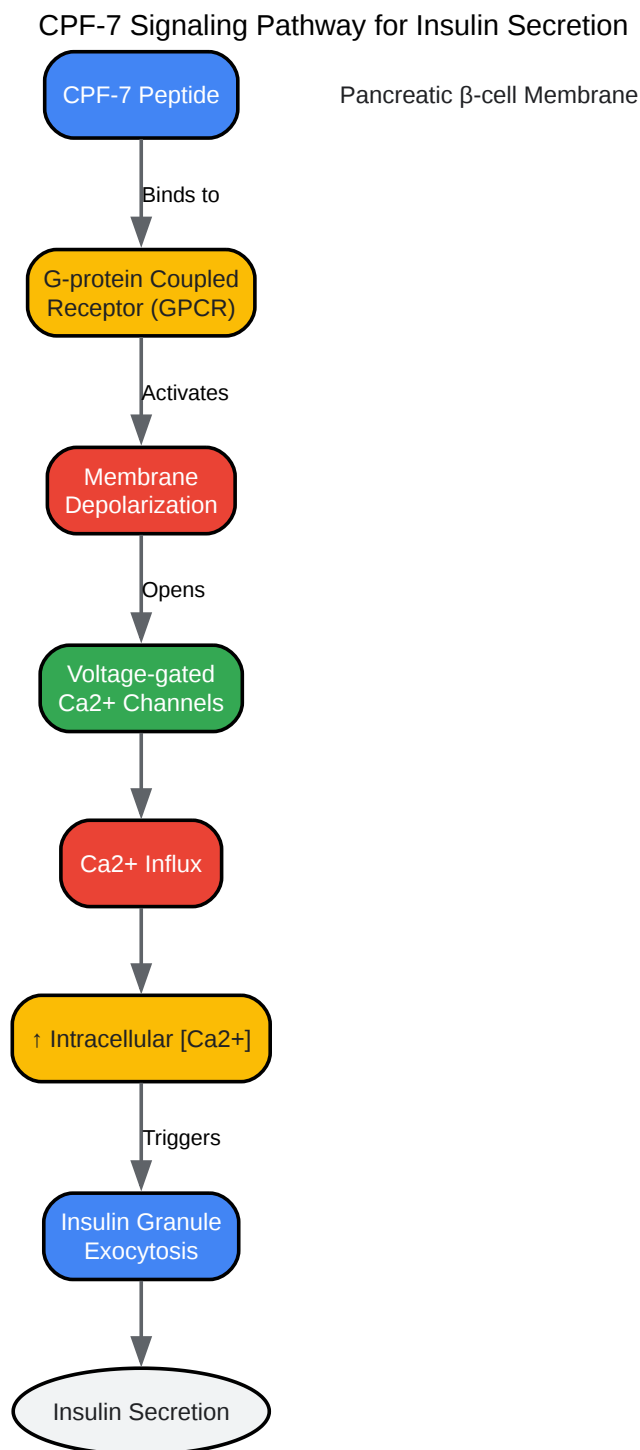 CPF-7 Signaling Pathway for Insulin Secretion
CPF-7 Peptide
Pancreatic β-cell Membrane
Binds to
G-protein Coupled
Receptor (GPCR)
Activates
Membrane
Depolarization
Opens
Voltage-gated
Ca2+ Channels
Ca2+ Influx
↑ Intracellular [Ca2+]
Triggers
Insulin Granule
Exocytosis
Insulin Secretion